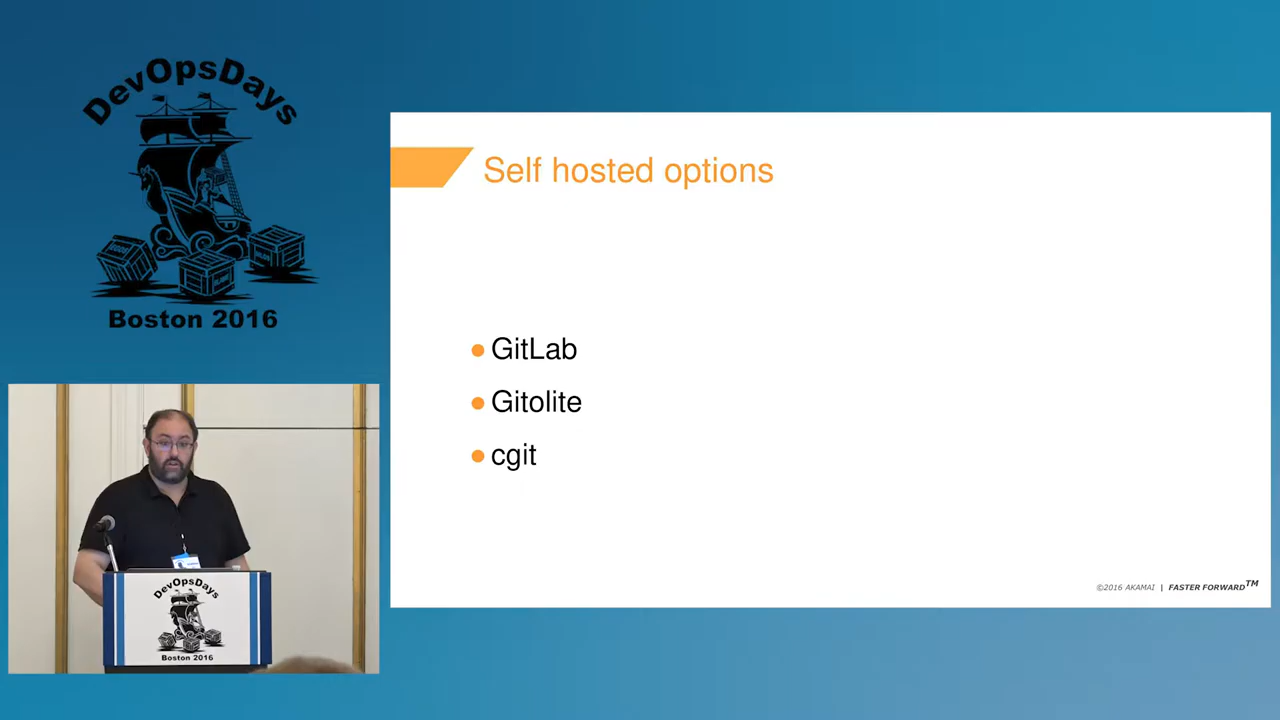 DevOpsDays
Boston 2016
Self hosted options
GitLab
Gitolite
cgit
©2016 AKAMAI | FASTER FORWARD™
DevOpsDays
Boston 2016